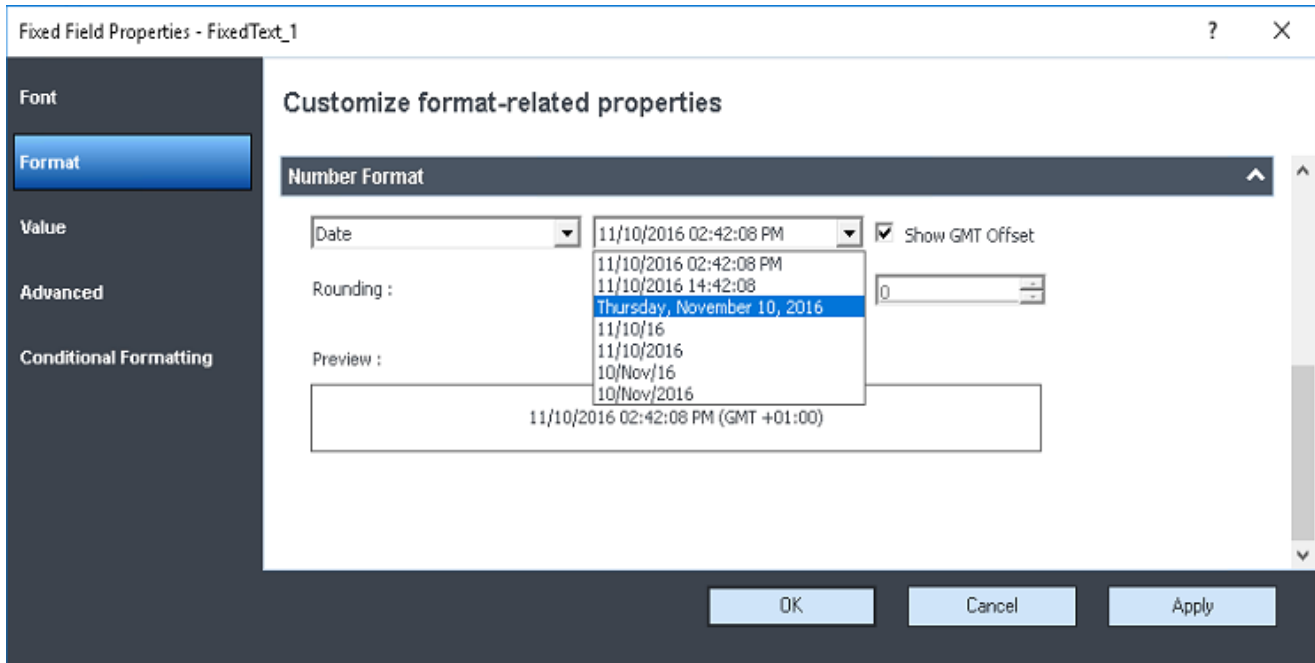 Fixed Field Properties - FixedText_1 ?
Font
Customize format-related properties
Format
Number Format
Value
Date 11/10/2016 02:42:08 PM Show GMT Offset
11/10/2016 02:42:08 PM
Advanced
Rounding : 11/10/2016 14:42:08 0
Thursday, November 10, 2016
11/10/16
Conditional Formatting
Preview : 11/10/2016
10/Nov/16
10/Nov/2016
11/10/2016 02:42:08 PM (GMT +01:00)
OK Cancel Apply